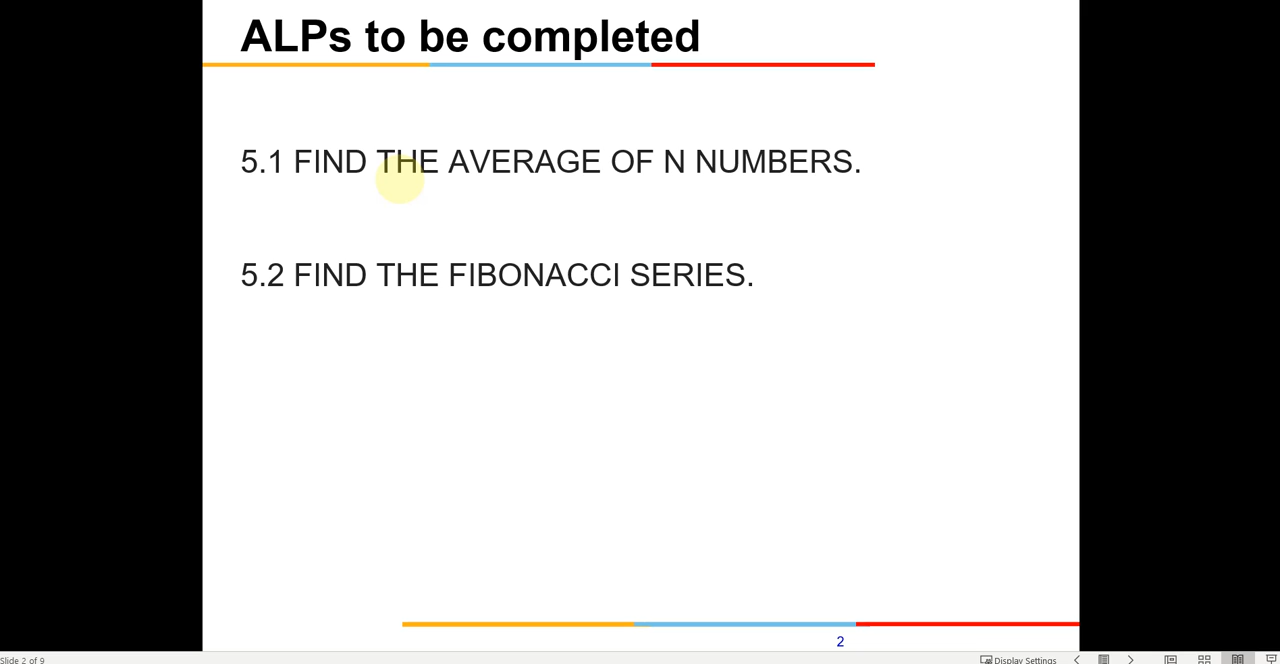 ALPs to be completed
5.1 FIND THE AVERAGE OF N NUMBERS.
5.2 FIND THE FIBONACCI SERIES.
2
Slide 2 of 9
Display Settings